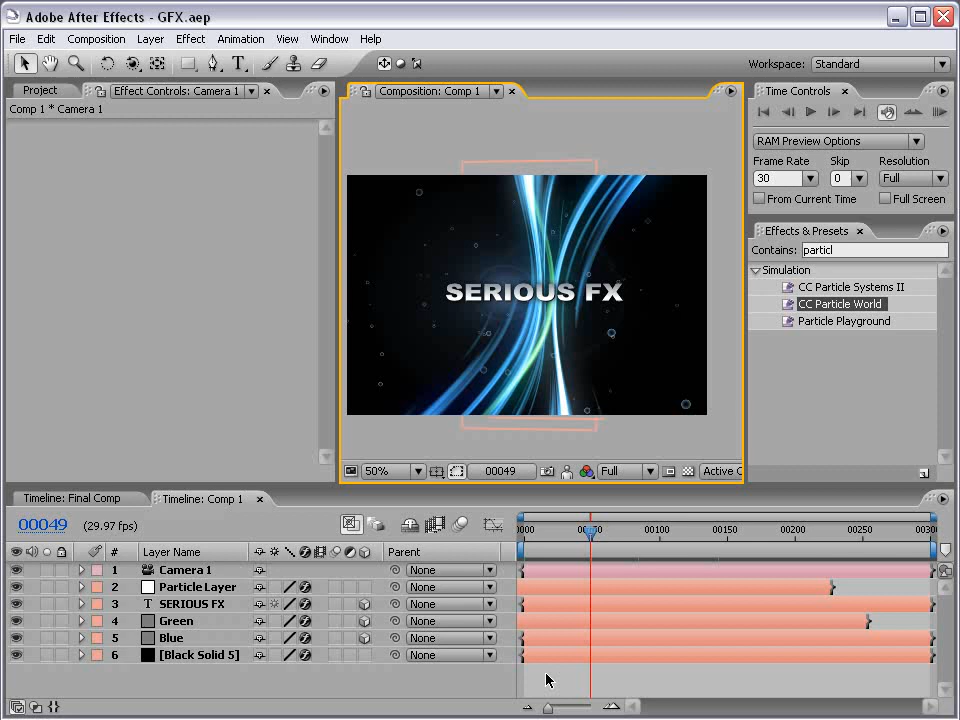 Adobe After Effects - GFX.aep
File Edit Composition Layer Effect Animation View Window Help
T
Workspace: Standard
Project Effect Controls: Camera 1
Comp 1 * Camera 1
Composition: Comp 1
SERIOUS FX
50% 00049 Full Active C
Time Controls
RAM Preview Options
Frame Rate Skip Resolution
30 0 Full
From Current Time Full Screen
Effects & Presets
Contains: particl
Simulation
CC Particle Systems II
CC Particle World
Particle Playground
Timeline: Final Comp Timeline: Comp 1
00049 (29.97 fps)
0000 00050 00100 00150 00200 00250 0030
# Layer Name Parent
1 Camera 1 None
2 Particle Layer None
3 T SERIOUS FX None
4 Green None
5 Blue None
6 [Black Solid 5] None